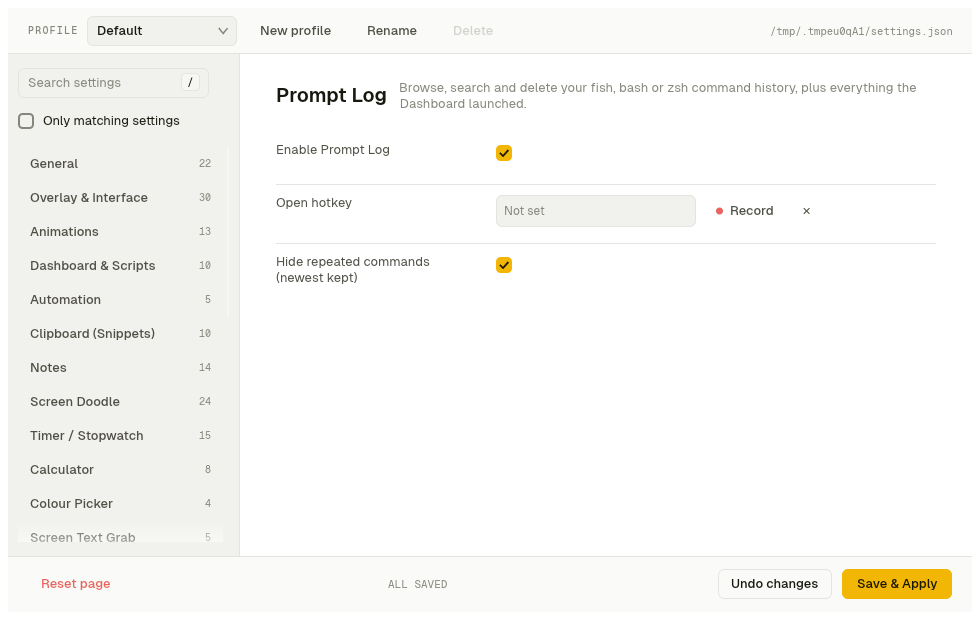 PROFILE Default New profile Rename Delete /tmp/.tmpeu0qA1/settings.json
Search settings /
Only matching settings
General 22
Overlay & Interface 30
Animations 13
Dashboard & Scripts 10
Automation 5
Clipboard (Snippets) 10
Notes 14
Screen Doodle 24
Timer / Stopwatch 15
Calculator 8
Colour Picker 4
Screen Text Grab 5
Prompt Log
Browse, search and delete your fish, bash or zsh command history, plus everything the
Dashboard launched.
Enable Prompt Log
Open hotkey Not set Record ×
Hide repeated commands
(newest kept)
Reset page ALL SAVED Undo changes Save & Apply